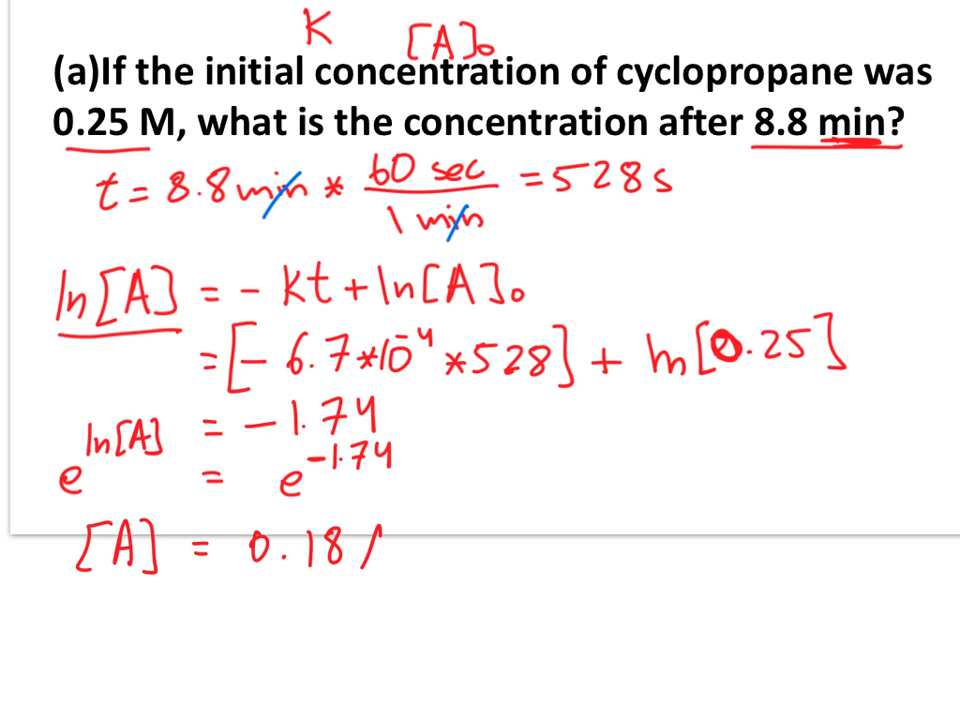 K [A]₀
(a)If the initial concentration of cyclopropane was
0.25 M, what is the concentration after 8.8 min?
t = 8.8 min * 60 sec / 1 min = 528 s
ln[A] = - kt + ln[A]₀
= [- 6.7*10⁻⁴ *528] + ln[0.25]
ln[A] = -1.74
e^ln[A] = e^-1.74
[A] = 0.18